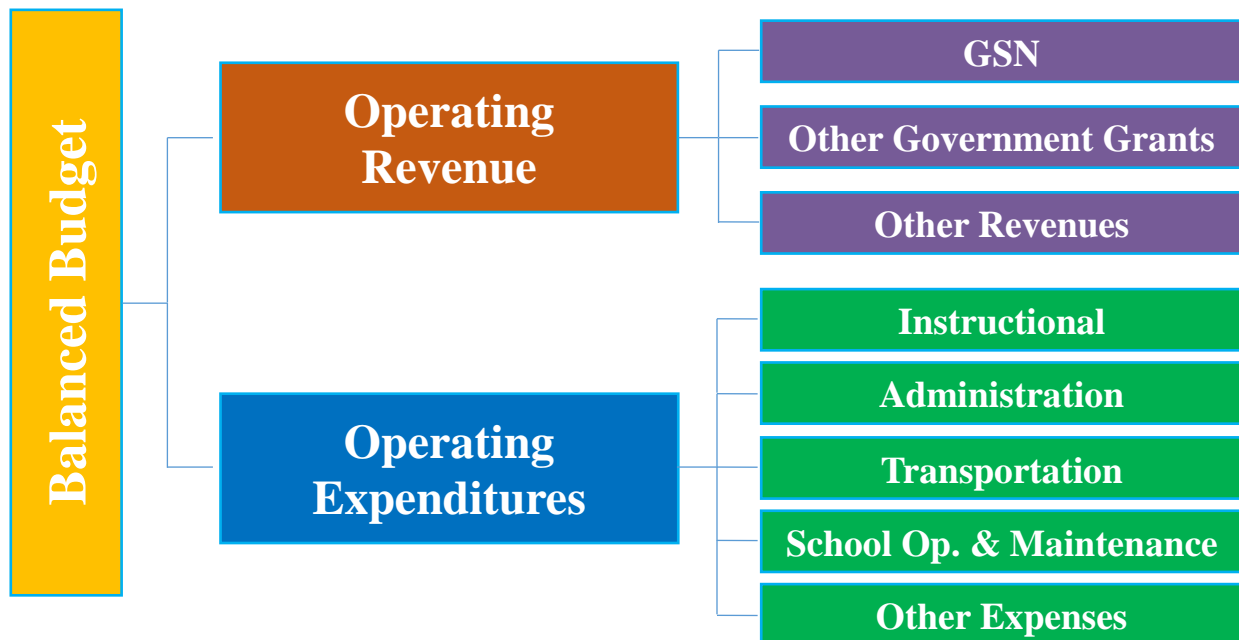 Balanced Budget
Operating
Revenue
GSN
Other Government Grants
Other Revenues
Operating
Expenditures
Instructional
Administration
Transportation
School Op. & Maintenance
Other Expenses